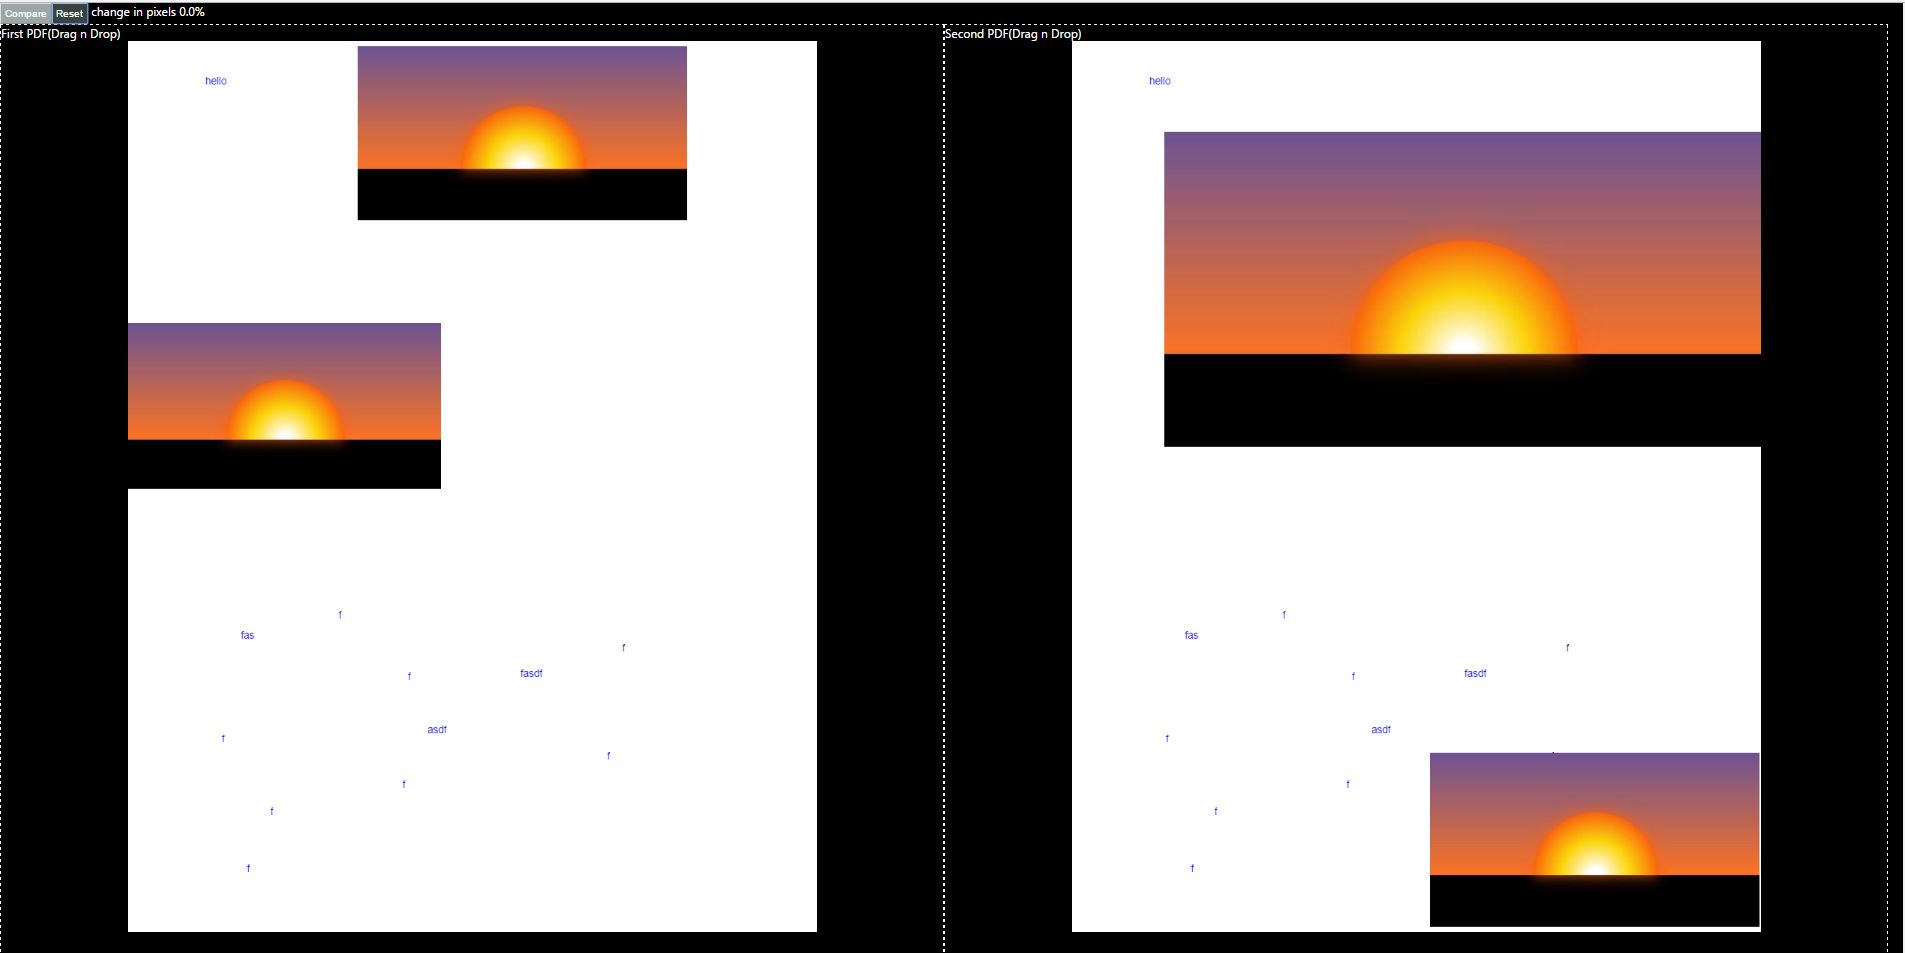 Compare Reset change in pixels 0.0%
First PDF(Drag n Drop)
hello
f
fas
f
f
fasdf
asdf
f
f
f
f
f
Second PDF(Drag n Drop)
hello
f
fas
f
f
fasdf
asdf
f
f
f
f